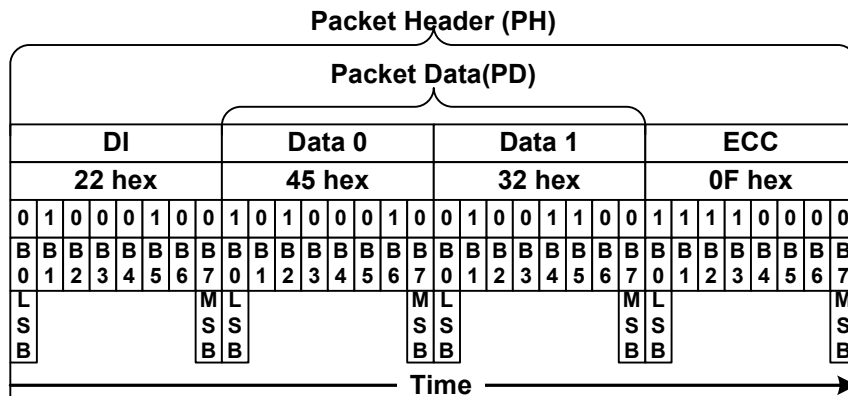 Packet Header (PH)
Packet Data(PD)
DI Data 0 Data 1 ECC
22 hex 45 hex 32 hex 0F hex
0 1 0 0 0 1 0 0 1 0 1 0 0 0 1 0 0 1 0 0 1 1 0 0 1 1 1 1 0 0 0 0
B B B B B B B B B B B B B B B B B B B B B B B B B B B B B B B B
0 1 2 3 4 5 6 7 0 1 2 3 4 5 6 7 0 1 2 3 4 5 6 7 0 1 2 3 4 5 6 7
L M L M L M L M
S S S S S S S S
B B B B B B B B
Time